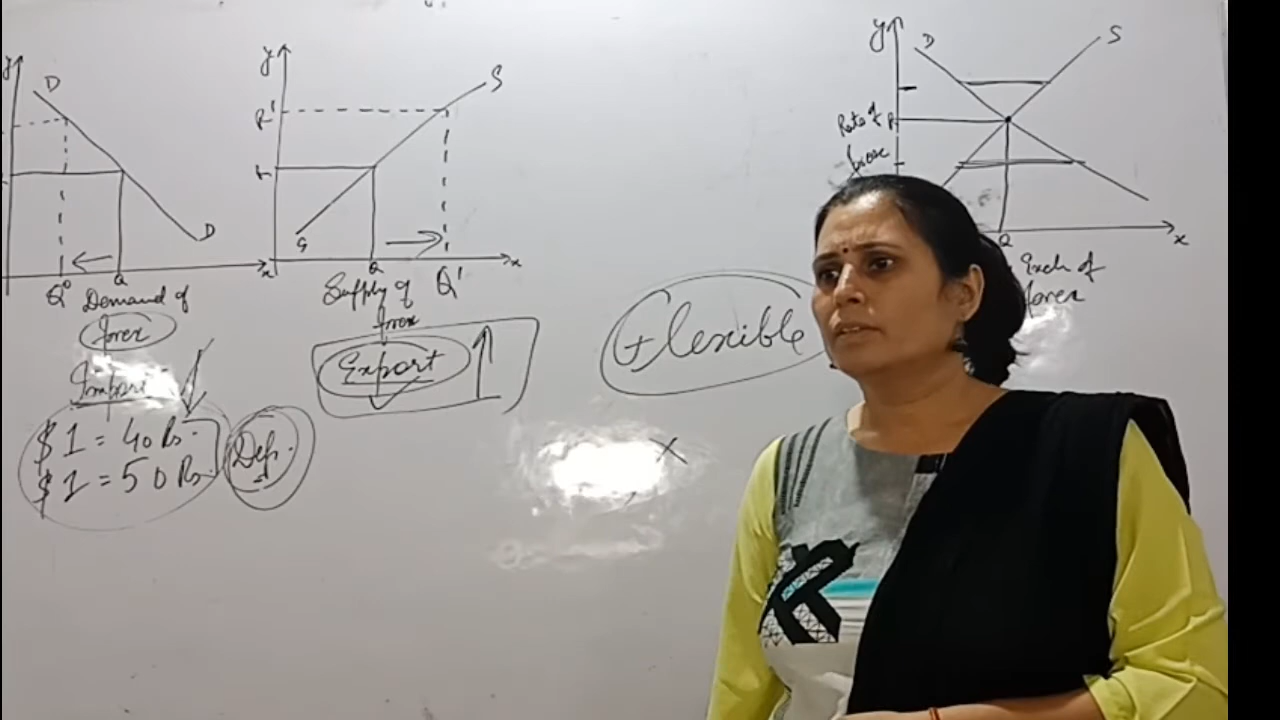 y
D
D
x
Q° Q
Demand of
forex
Import
$ 1 = 40 Rs.
$ 1 = 50 Rs.
Dep.
y
S
R'
S
Q
x
Supply of Q'
forex
Export
Flexible
x
y
D
S
Rate of R
forex
Q
x
Exch of
forex